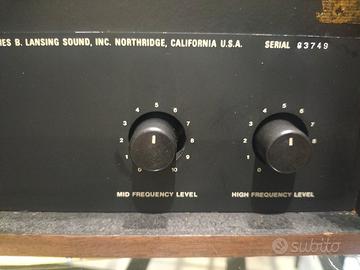 ES B. LANSING SOUND, INC. NORTHRIDGE, CALIFORNIA U.S.A. SERIAL 03749
4 5 6
3 7
2 8
1 9
0 10
MID FREQUENCY LEVEL
4 5 6
3 7
2 8
1
0
HIGH FREQUENCY LEVEL
subito